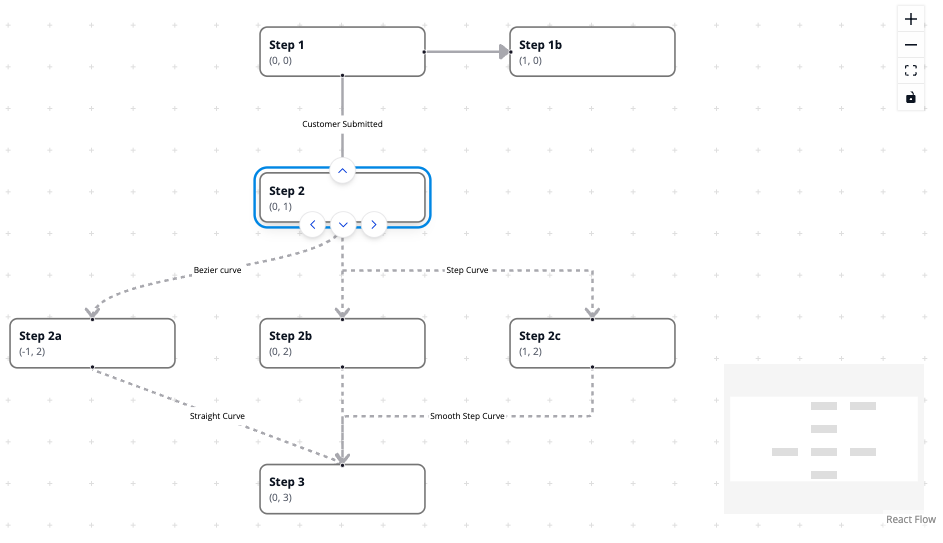 Step 1
(0, 0)
Step 1b
(1, 0)
Customer Submitted
Step 2
(0, 1)
Bezier curve
Step Curve
Step 2a
(-1, 2)
Step 2b
(0, 2)
Step 2c
(1, 2)
Straight Curve
Smooth Step Curve
Step 3
(0, 3)
React Flow